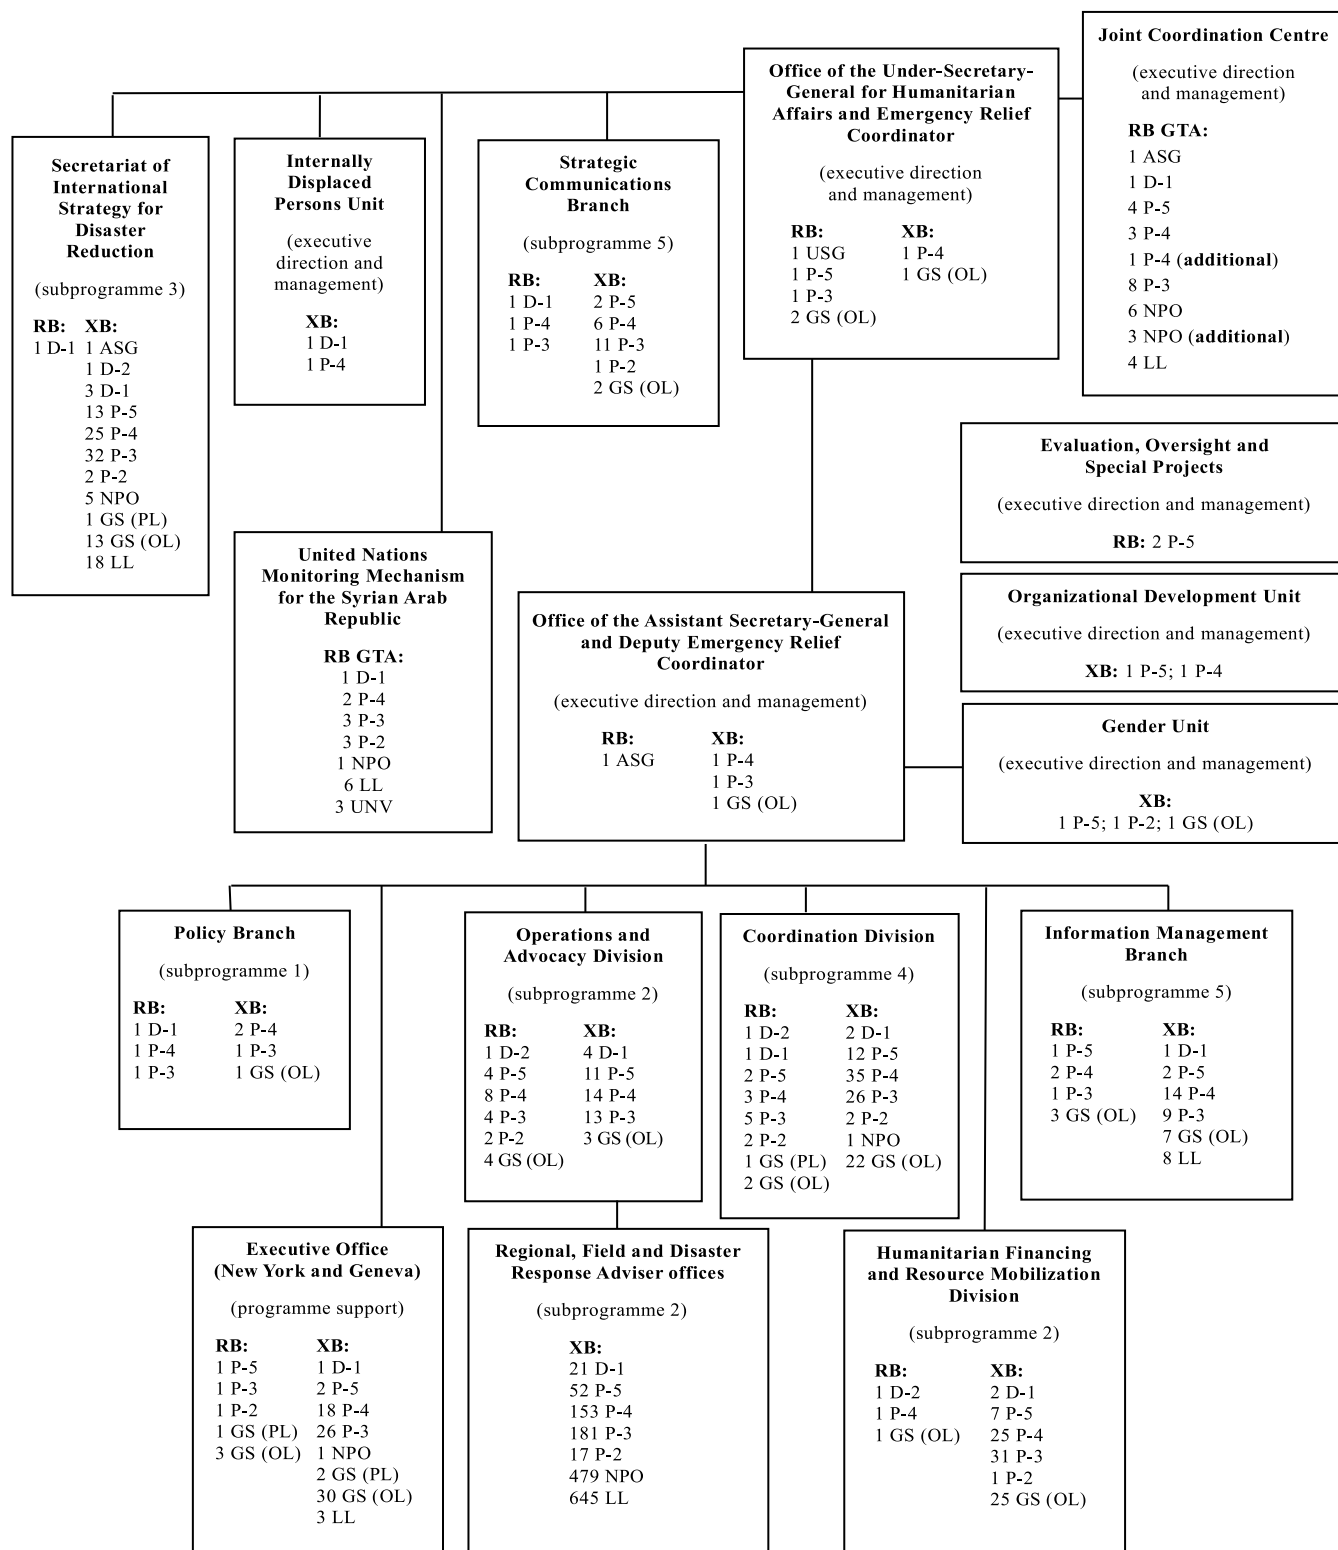 Joint Coordination Centre
(executive direction
and management)
RB GTA:
1 ASG
1 D-1
4 P-5
3 P-4
1 P-4 (additional)
8 P-3
6 NPO
3 NPO (additional)
4 LL
Office of the Under-Secretary-
General for Humanitarian
Affairs and Emergency Relief
Coordinator
(executive direction
and management)
RB:
1 USG
1 P-5
1 P-3
2 GS (OL)
XB:
1 P-4
1 GS (OL)
Secretariat of
International
Strategy for
Disaster
Reduction
(subprogramme 3)
RB:
1 D-1
XB:
1 ASG
1 D-2
3 D-1
13 P-5
25 P-4
32 P-3
2 P-2
5 NPO
1 GS (PL)
13 GS (OL)
18 LL
Internally
Displaced
Persons Unit
(executive
direction and
management)
XB:
1 D-1
1 P-4
Strategic
Communications
Branch
(subprogramme 5)
RB:
1 D-1
1 P-4
1 P-3
XB:
2 P-5
6 P-4
11 P-3
1 P-2
2 GS (OL)
Evaluation, Oversight and
Special Projects
(executive direction and management)
RB: 2 P-5
United Nations
Monitoring Mechanism
for the Syrian Arab
Republic
RB GTA:
1 D-1
2 P-4
3 P-3
3 P-2
1 NPO
6 LL
3 UNV
Office of the Assistant Secretary-General
and Deputy Emergency Relief
Coordinator
(executive direction and management)
RB:
1 ASG
XB:
1 P-4
1 P-3
1 GS (OL)
Organizational Development Unit
(executive direction and management)
XB: 1 P-5; 1 P-4
Gender Unit
(executive direction and management)
XB:
1 P-5; 1 P-2; 1 GS (OL)
Policy Branch
(subprogramme 1)
RB:
1 D-1
1 P-4
1 P-3
XB:
2 P-4
1 P-3
1 GS (OL)
Operations and
Advocacy Division
(subprogramme 2)
RB:
1 D-2
4 P-5
8 P-4
4 P-3
2 P-2
4 GS (OL)
XB:
4 D-1
11 P-5
14 P-4
13 P-3
3 GS (OL)
Coordination Division
(subprogramme 4)
RB:
1 D-2
1 D-1
2 P-5
3 P-4
5 P-3
2 P-2
1 GS (PL)
2 GS (OL)
XB:
2 D-1
12 P-5
35 P-4
26 P-3
2 P-2
1 NPO
22 GS (OL)
Information Management
Branch
(subprogramme 5)
RB:
1 P-5
2 P-4
1 P-3
3 GS (OL)
XB:
1 D-1
2 P-5
14 P-4
9 P-3
7 GS (OL)
8 LL
Executive Office
(New York and Geneva)
(programme support)
RB:
1 P-5
1 P-3
1 P-2
1 GS (PL)
3 GS (OL)
XB:
1 D-1
2 P-5
18 P-4
26 P-3
1 NPO
2 GS (PL)
30 GS (OL)
3 LL
Regional, Field and Disaster
Response Adviser offices
(subprogramme 2)
XB:
21 D-1
52 P-5
153 P-4
181 P-3
17 P-2
479 NPO
645 LL
Humanitarian Financing
and Resource Mobilization
Division
(subprogramme 2)
RB:
1 D-2
1 P-4
1 GS (OL)
XB:
2 D-1
7 P-5
25 P-4
31 P-3
1 P-2
25 GS (OL)